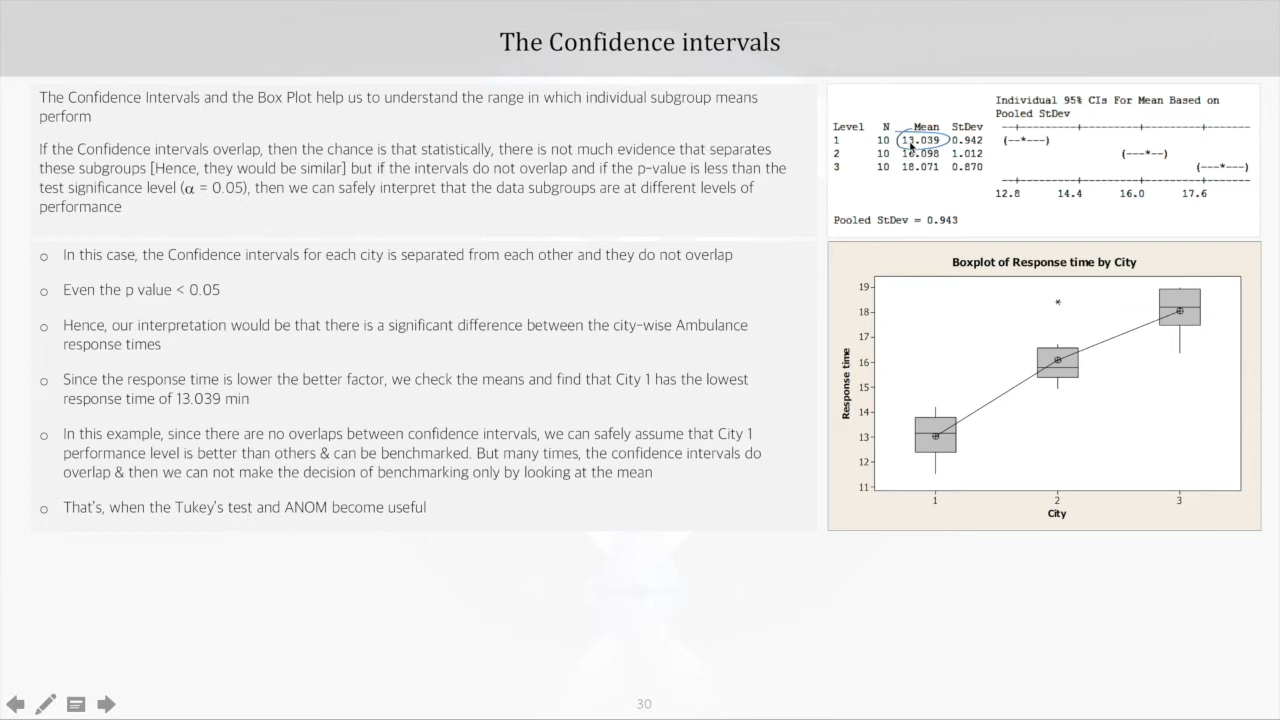 The Confidence intervals
The Confidence Intervals and the Box Plot help us to understand the range in which individual subgroup means
perform
If the Confidence intervals overlap, then the chance is that statistically, there is not much evidence that separates
these subgroups [Hence, they would be similar] but if the intervals do not overlap and if the p-value is less than the
test significance level (α = 0.05), then we can safely interpret that the data subgroups are at different levels of
performance
o In this case, the Confidence intervals for each city is separated from each other and they do not overlap
o Even the p value < 0.05
o Hence, our interpretation would be that there is a significant difference between the city-wise Ambulance
response times
o Since the response time is lower the better factor, we check the means and find that City 1 has the lowest
response time of 13.039 min
o In this example, since there are no overlaps between confidence intervals, we can safely assume that City 1
performance level is better than others & can be benchmarked. But many times, the confidence intervals do
overlap & then we can not make the decision of benchmarking only by looking at the mean
o That's, when the Tukey's test and ANOM become useful
Individual 95% CIs For Mean Based on
Pooled StDev
Level N Mean StDev ---+---------+---------+---------+------
1 10 13.039 0.942 (--*---)
2 10 16.098 1.012 (---*--)
3 10 18.071 0.870 (---*---)
---+---------+---------+---------+------
12.8 14.4 16.0 17.6
Pooled StDev = 0.943
Boxplot of Response time by City
19
18
17
16
15
14
13
12
11
Response time
1 2 3
City
30